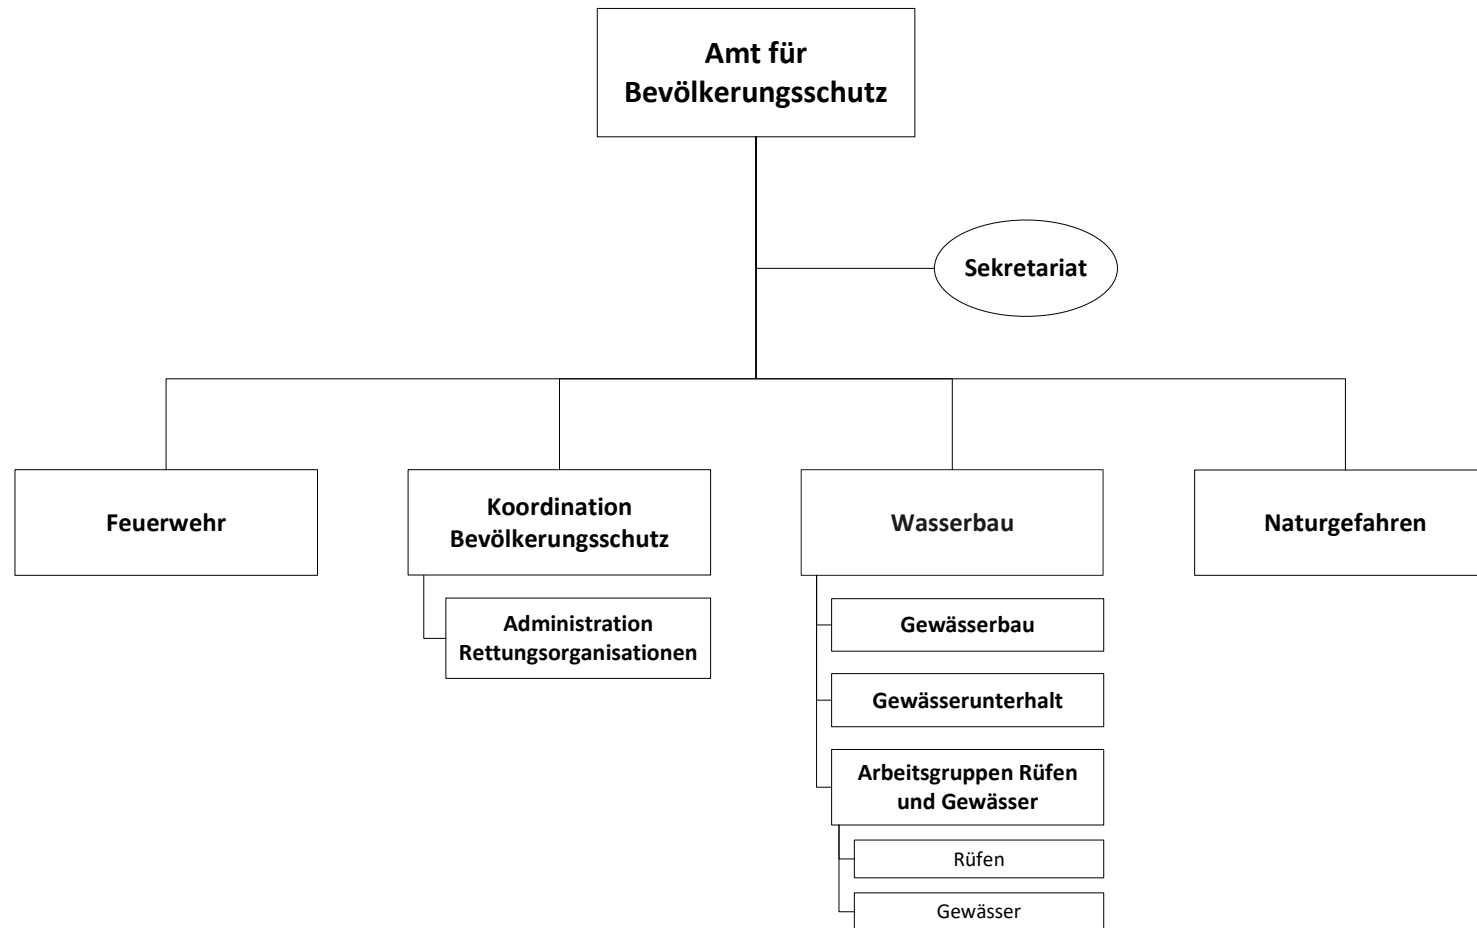 Amt für
Bevölkerungsschutz
Sekretariat
Feuerwehr
Koordination
Bevölkerungsschutz
Administration
Rettungsorganisationen
Wasserbau
Gewässerbau
Gewässerunterhalt
Arbeitsgruppen Rüfen
und Gewässer
Rüfen
Gewässer
Naturgefahren